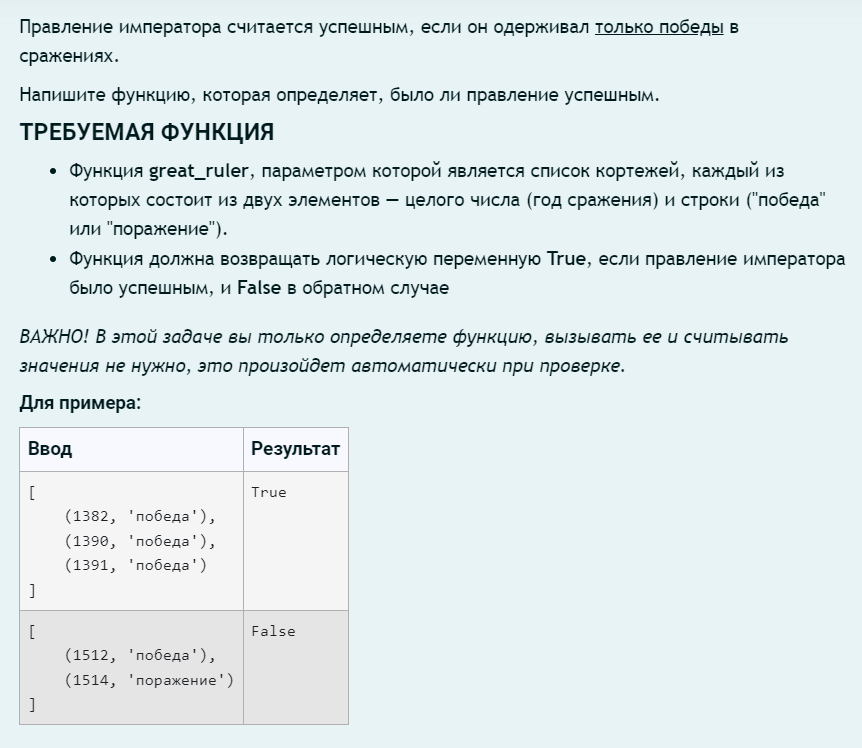 Правление императора считается успешным, если он одерживал только победы в
сражениях.
Напишите функцию, которая определяет, было ли правление успешным.
ТРЕБУЕМАЯ ФУНКЦИЯ
• Функция great_ruler, параметром которой является список кортежей, каждый из
которых состоит из двух элементов — целого числа (год сражения) и строки ("победа"
или "поражение").
• Функция должна возвращать логическую переменную True, если правление императора
было успешным, и False в обратном случае
ВАЖНО! В этой задаче вы только определяете функцию, вызывать ее и считывать
значения не нужно, это произойдет автоматически при проверке.
Для примера:
Ввод Результат
[ True
(1382, 'победа'),
(1390, 'победа'),
(1391, 'победа')
]
[ False
(1512, 'победа'),
(1514, 'поражение')
]